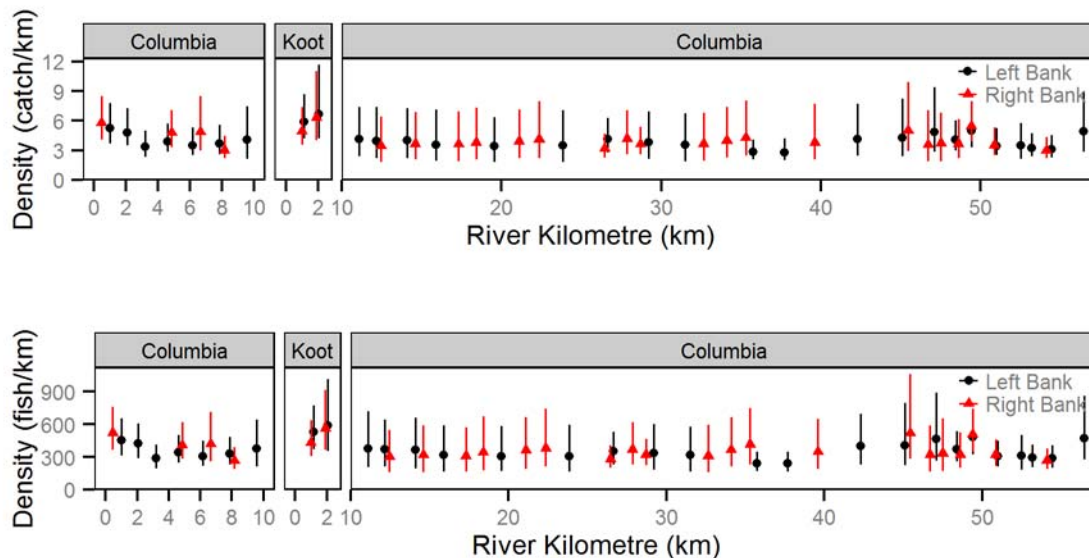 Columbia Koot Columbia
Density (catch/km)
12
9
6
3
0
Left Bank
Right Bank
0 2 4 6 8 10 0 2 10 20 30 40 50
River Kilometre (km)
Columbia Koot Columbia
Density (fish/km)
900
600
300
0
Left Bank
Right Bank
0 2 4 6 8 10 0 2 10 20 30 40 50
River Kilometre (km)